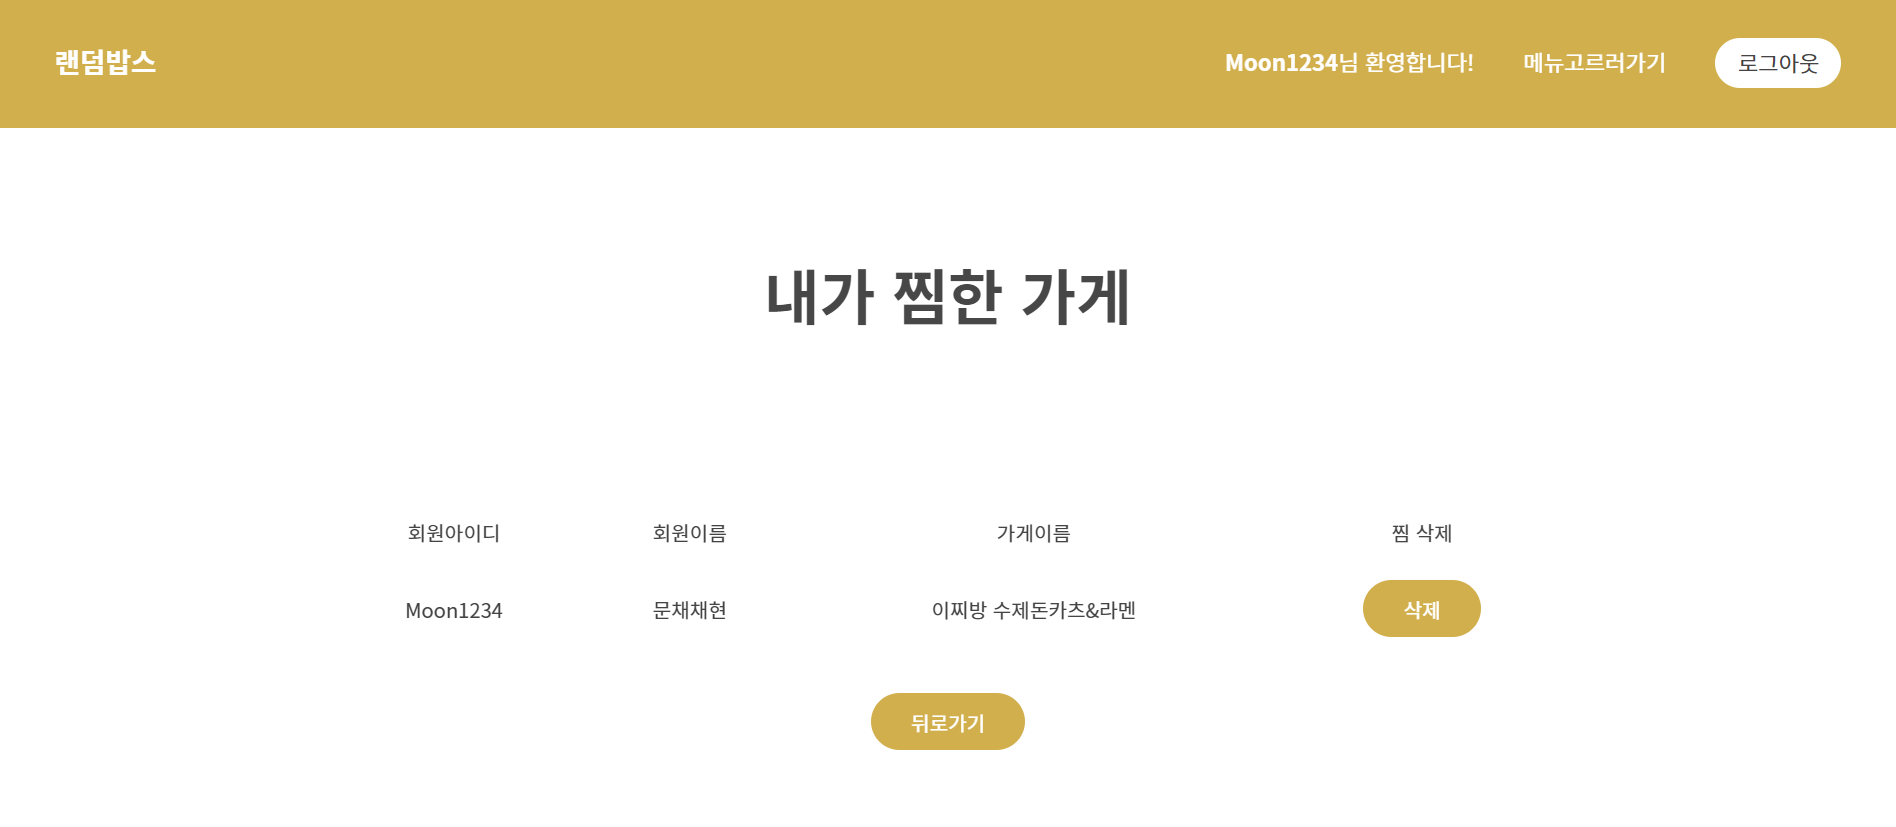 랜덤밥스 Moon1234님 환영합니다! 메뉴고르러가기 로그아웃
내가 찜한 가게
회원아이디 회원이름 가게이름 찜 삭제
Moon1234 문채채현 이찌방 수제돈카츠&라멘 삭제
뒤로가기